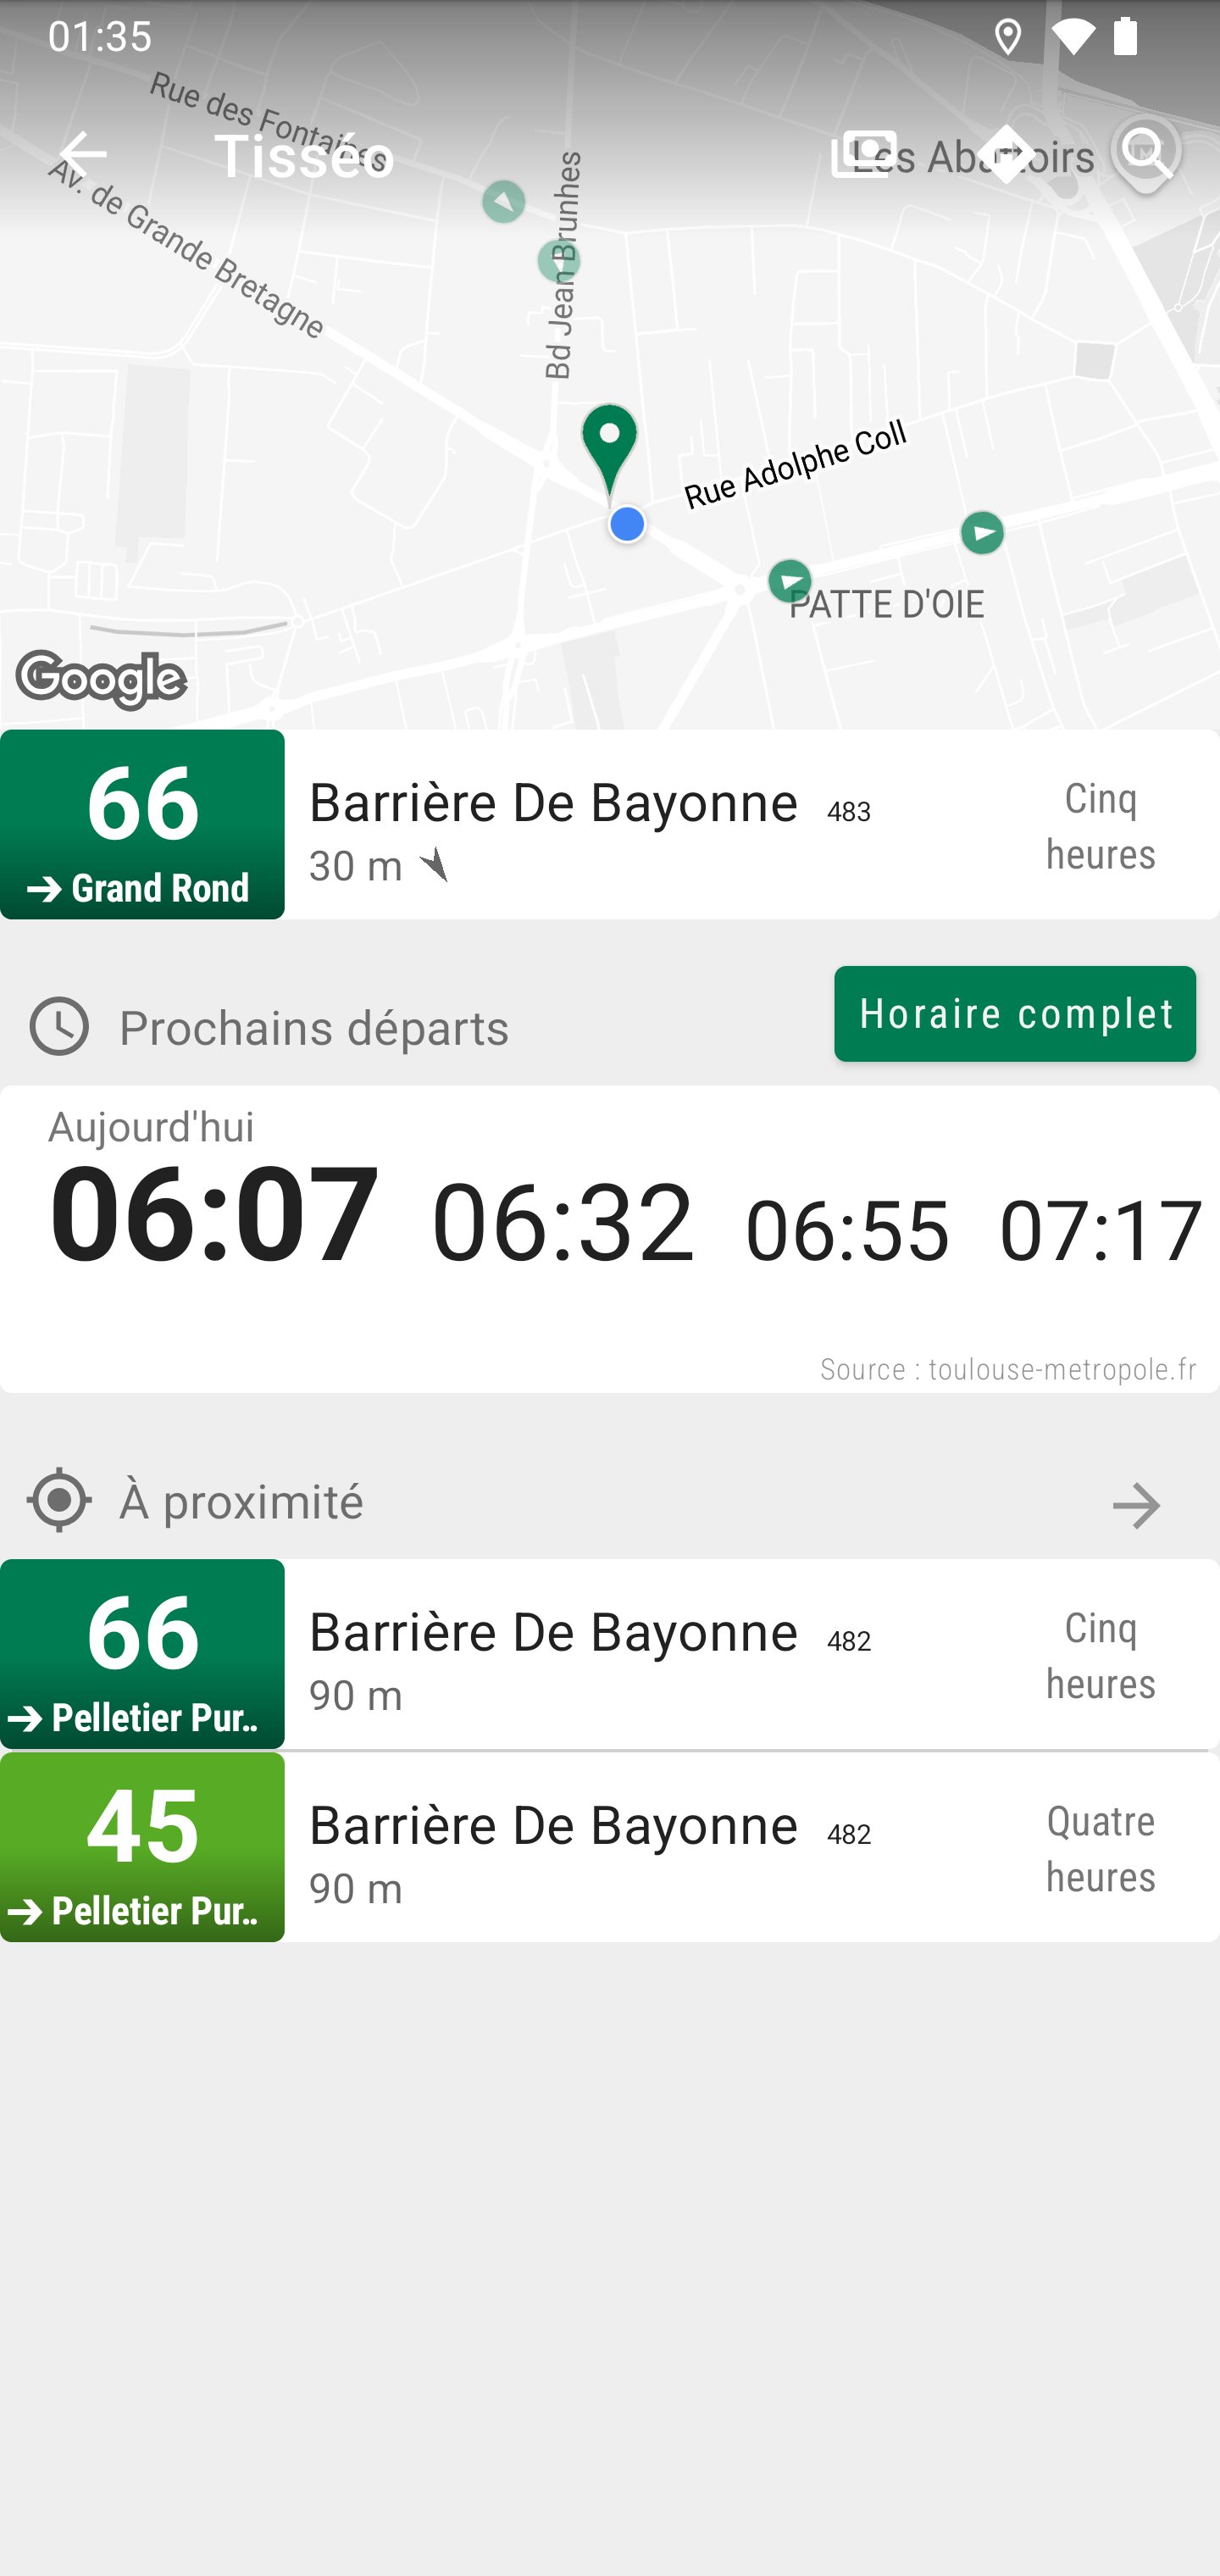 01:35
Rue des Fontaines
Tisséo
Les Abattoirs
Av. de Grande Bretagne
Bd Jean Brunhes
Rue Adolphe Coll
PATTE D'OIE
Google
66
Barrière De Bayonne 483
Cinq
heures
30 m
→ Grand Rond
Prochains départs
Horaire complet
Aujourd'hui
06:07 06:32 06:55 07:17
Source : toulouse-metropole.fr
À proximité
66
Barrière De Bayonne 482
Cinq
heures
90 m
→ Pelletier Pur..
45
Barrière De Bayonne 482
Quatre
heures
90 m
→ Pelletier Pur..